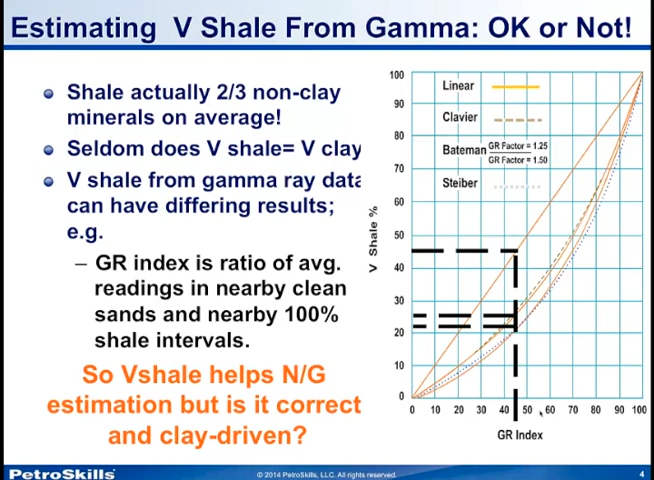 Estimating V Shale From Gamma: OK or Not!
Shale actually 2/3 non-clay
minerals on average!
Seldom does V shale= V clay
V shale from gamma ray data
can have differing results;
e.g.
– GR index is ratio of avg.
readings in nearby clean
sands and nearby 100%
shale intervals.
So Vshale helps N/G
estimation but is it correct
and clay-driven?
100
90
80
70
60
50
40
30
20
10
0
V Shale %
Linear
Clavier
Bateman GR Factor = 1.25
GR Factor = 1.50
Steiber
0 10 20 30 40 50 60 70 80 90 100
GR Index
PetroSkills
© 2014 PetroSkills, LLC. All rights reserved.
4